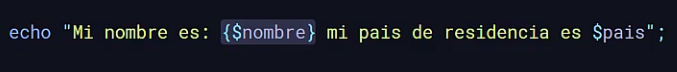 echo "Mi nombre es: {$nombre} mi pais de residencia es $pais";